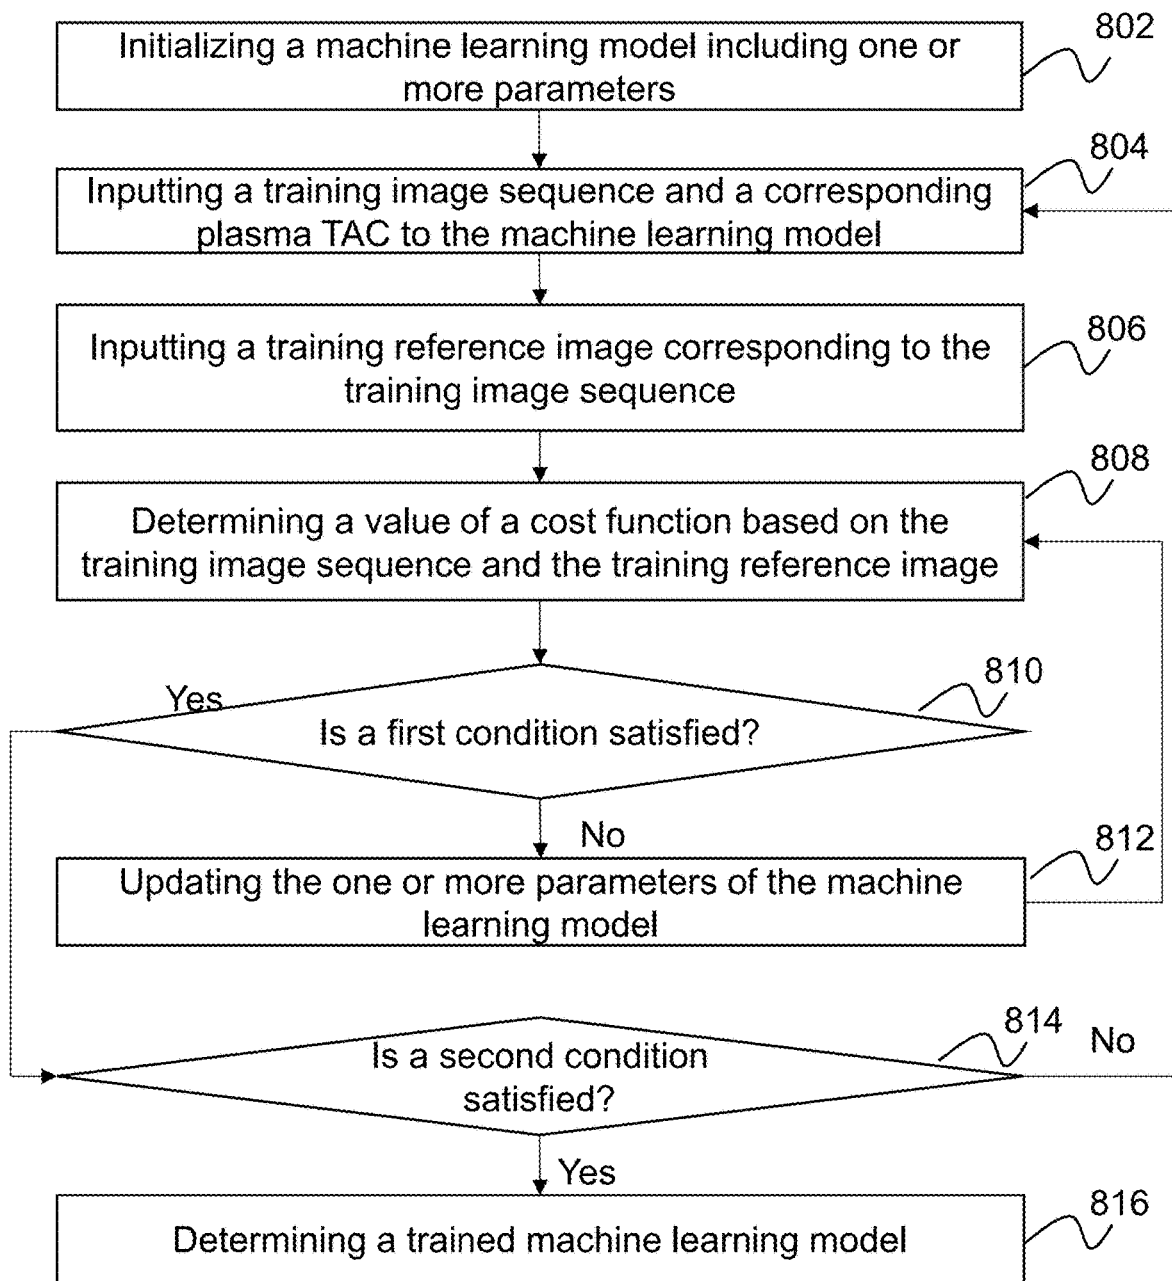 802
Initializing a machine learning model including one or
more parameters
804
Inputting a training image sequence and a corresponding
plasma TAC to the machine learning model
806
Inputting a training reference image corresponding to the
training image sequence
808
Determining a value of a cost function based on the
training image sequence and the training reference image
810
Yes
Is a first condition satisfied?
No
812
Updating the one or more parameters of the machine
learning model
814
No
Is a second condition
satisfied?
Yes
816
Determining a trained machine learning model